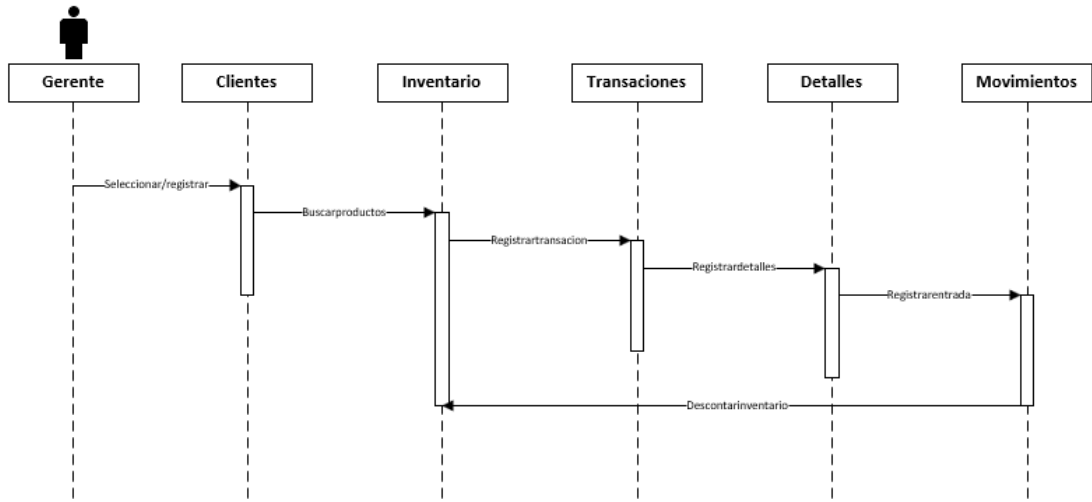 Gerente
Clientes
Inventario
Transaciones
Detalles
Movimientos
Seleccionar/registrar
Buscarproductos
Registrartransacion
Registrardetalles
Registrarentrada
Descontarinventario